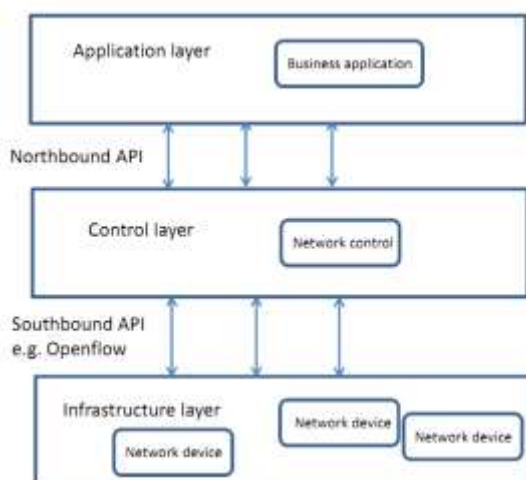 Application layer
Business application
Northbound API
Control layer
Network control
Southbound API
e.g. Openflow
Infrastructure layer
Network device
Network device
Network device